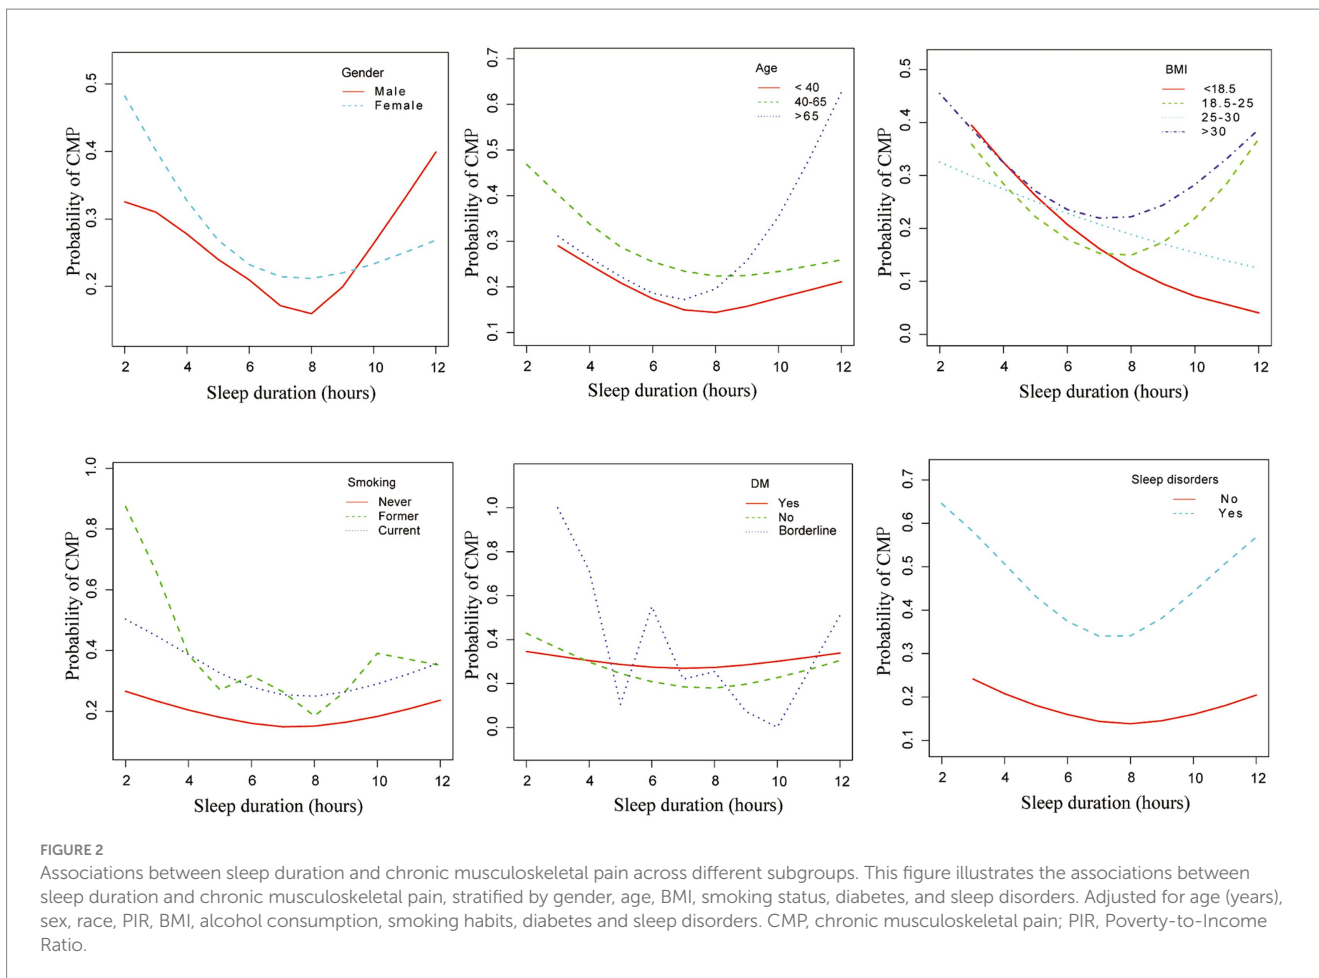 Gender
Male
Female
Probability of CMP
0.5
0.4
0.3
0.2
2 4 6 8 10 12
Sleep duration (hours)
Age
< 40
40-65
>65
Probability of CMP
0.7
0.6
0.5
0.4
0.3
0.2
0.1
2 4 6 8 10 12
Sleep duration (hours)
BMI
<18.5
18.5-25
25-30
>30
Probability of CMP
0.5
0.4
0.3
0.2
0.1
0.0
2 4 6 8 10 12
Sleep duration (hours)
Smoking
Never
Former
Current
Probability of CMP
1.0
0.8
0.6
0.4
0.2
2 4 6 8 10 12
Sleep duration (hours)
DM
Yes
No
Borderline
Probability of CMP
1.0
0.8
0.6
0.4
0.2
0.0
2 4 6 8 10 12
Sleep duration (hours)
Sleep disorders
No
Yes
Probability of CMP
0.7
0.6
0.5
0.4
0.3
0.2
0.1
2 4 6 8 10 12
Sleep duration (hours)
FIGURE 2
Associations between sleep duration and chronic musculoskeletal pain across different subgroups. This figure illustrates the associations between
sleep duration and chronic musculoskeletal pain, stratified by gender, age, BMI, smoking status, diabetes, and sleep disorders. Adjusted for age (years),
sex, race, PIR, BMI, alcohol consumption, smoking habits, diabetes and sleep disorders. CMP, chronic musculoskeletal pain; PIR, Poverty-to-Income
Ratio.